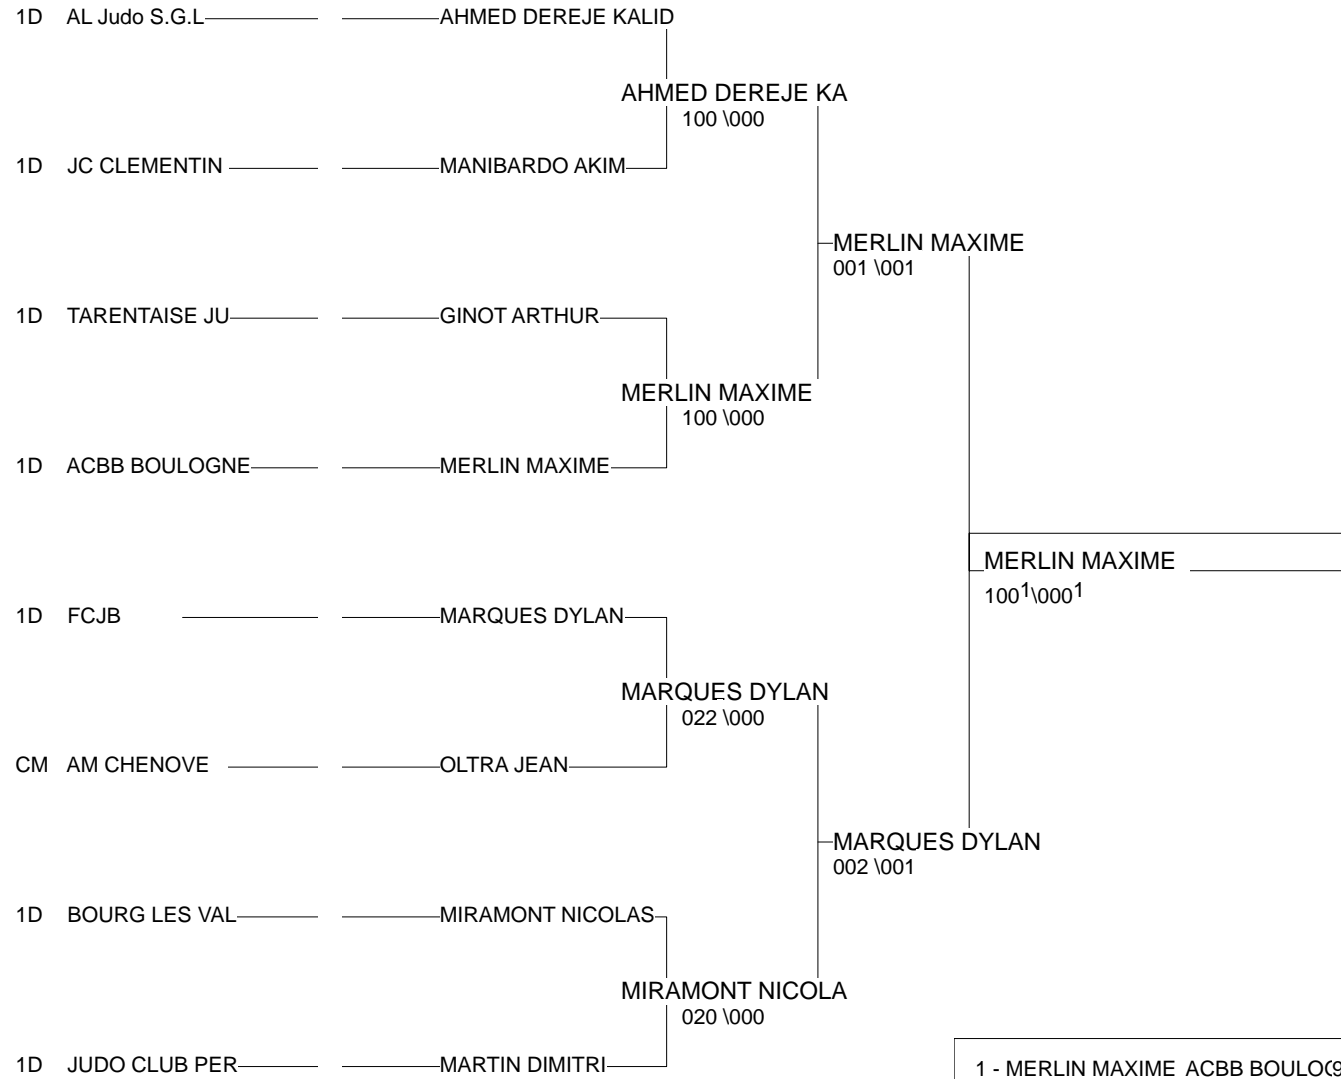 1D AL Judo S.G.L AHMED DEREJE KALID
AHMED DEREJE KA
100 \000
1D JC CLEMENTIN MANIBARDO AKIM
MERLIN MAXIME
001 \001
1D TARENTAISE JU GINOT ARTHUR
MERLIN MAXIME
100 \000
1D ACBB BOULOGNE MERLIN MAXIME
MERLIN MAXIME
100¹\000¹
1D FCJB MARQUES DYLAN
MARQUES DYLAN
022 \000
CM AM CHENOVE OLTRA JEAN
MARQUES DYLAN
002 \001
1D BOURG LES VAL MIRAMONT NICOLAS
MIRAMONT NICOLA
020 \000
1D JUDO CLUB PER MARTIN DIMITRI
1 - MERLIN MAXIME ACBB